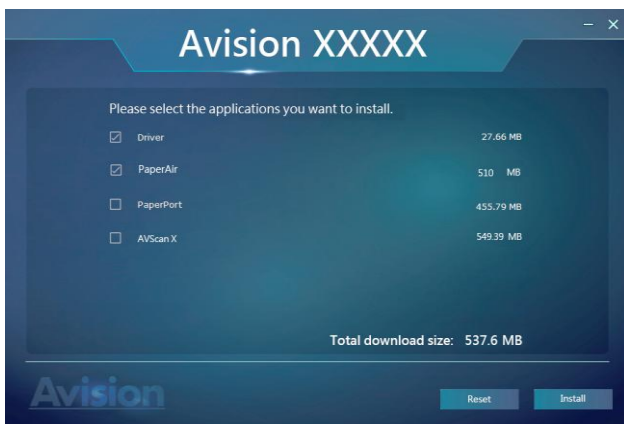 Avision XXXXX
Please select the applications you want to install.
Driver 27.66 MB
PaperAir 510 MB
PaperPort 455.79 MB
AVScan X 549.39 MB
Total download size: 537.6 MB
Avision
Reset Install